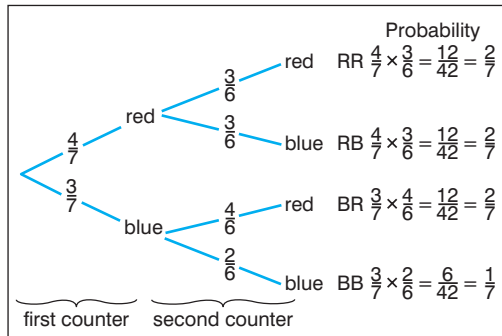 Probability
red RR 4/7 × 3/6 = 12/42 = 2/7
3/6
red
4/7
3/6
blue RB 4/7 × 3/6 = 12/42 = 2/7
3/7
red BR 3/7 × 4/6 = 12/42 = 2/7
4/6
blue
2/6
blue BB 3/7 × 2/6 = 6/42 = 1/7
first counter second counter